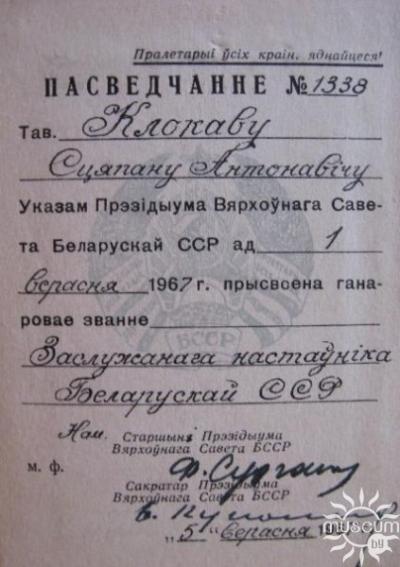 Пралетарыі ўсіх краін, яднайцеся!
ПАСВЕДЧАННЕ №1338
Тав. Клокаву
Сцяпану Антонавічу
Указам Прэзідыума Вярхоўнага Саве-
та Беларускай ССР ад 1
верасня 1967 г. прысвоена гана-
ровае званне
Заслужанага настаўніка
Беларускай ССР
БССР
Нам. Старшыні Прэзідыума
Вярхоўнага Савета БССР
Ф. Сурганов
м. ф.
Сакратар Прэзідыума
Вярхоўнага Савета БССР
„5" верасня
museum
by